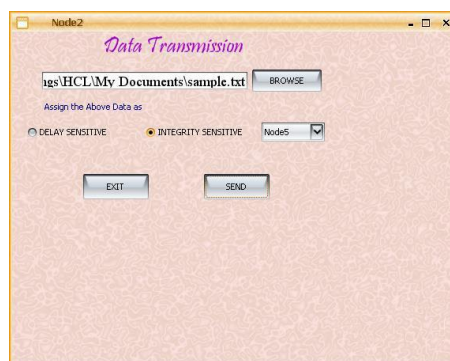 Node2
Data Transmission
ngs\HCL\My Documents\sample.txt BROWSE
Assign the Above Data as
DELAY SENSITIVE INTEGRITY SENSITIVE Node5
EXIT SEND